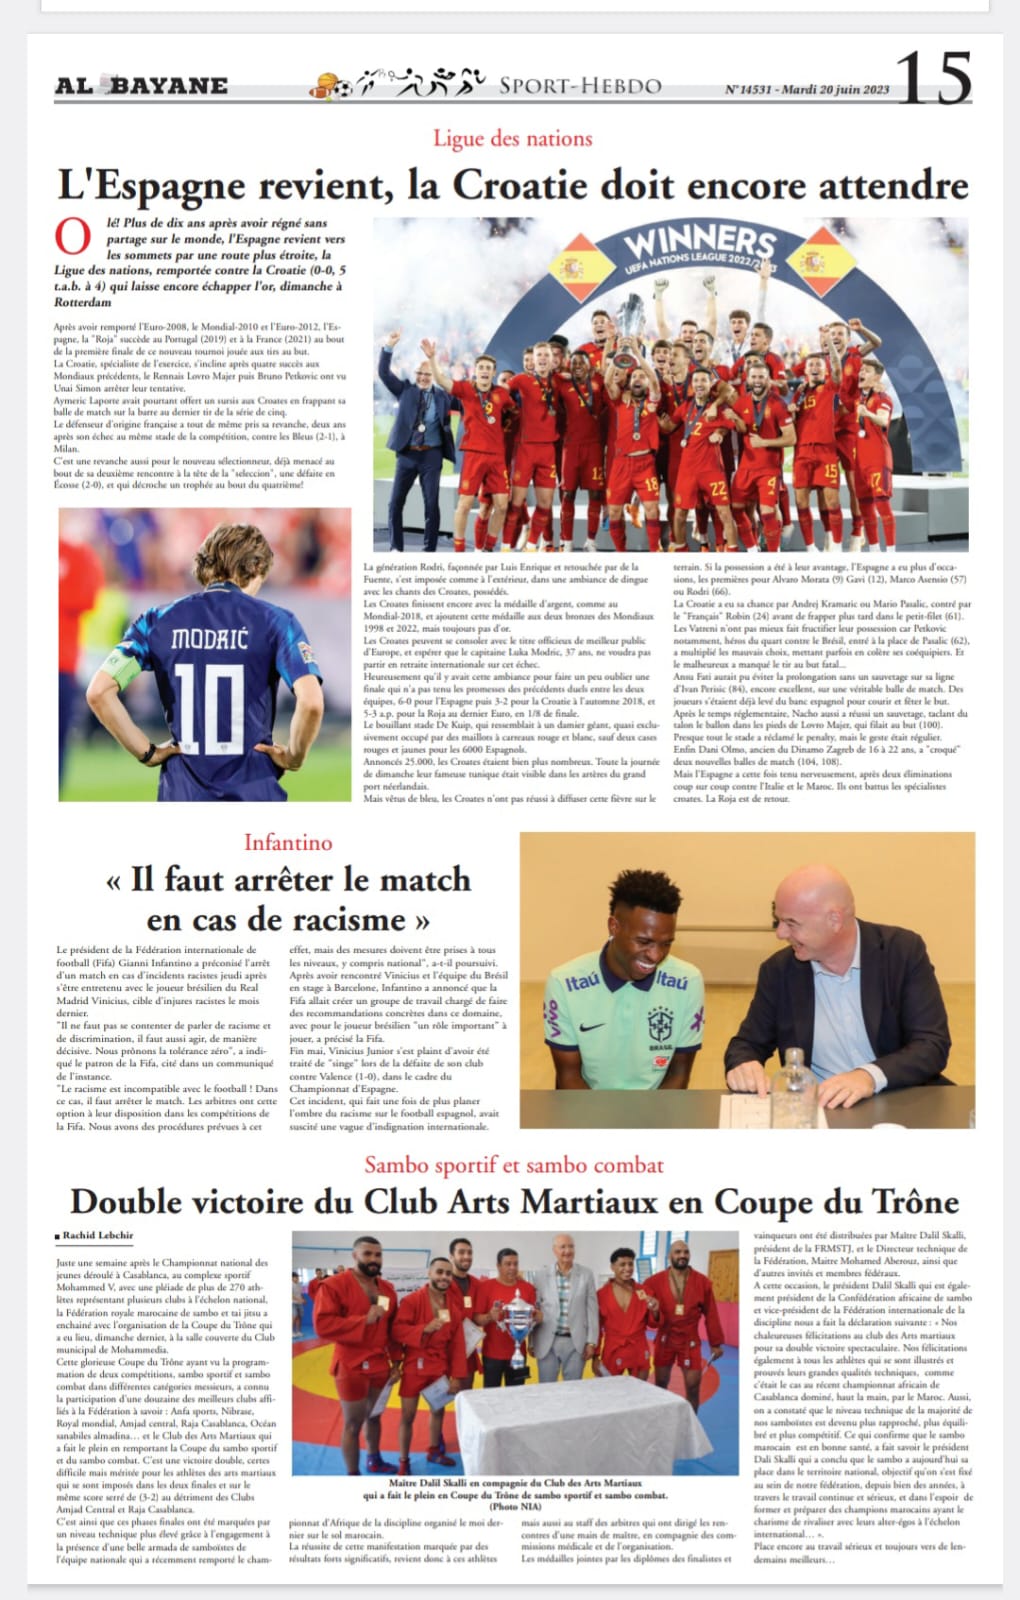 AL BAYANE
SPORT-HEBDO
N°14531 - Mardi 20 juin 2023
15
Ligue des nations
L'Espagne revient, la Croatie doit encore attendre
Olé! Plus de dix ans après avoir régné sans
partage sur le monde, l'Espagne revient vers
les sommets par une route plus étroite, la
Ligue des nations, remportée contre la Croatie (0-0, 5
t.a.b. à 4) qui laisse encore échapper l'or, dimanche à
Rotterdam
Après avoir remporté l'Euro-2008, le Mondial-2010 et l'Euro-2012, l'Es-
pagne, la "Roja" succède au Portugal (2019) et à la France (2021) au bout
de la première finale de ce nouveau tournoi jouée aux tirs au but.
La Croatie, spécialiste de l'exercice, s'incline après quatre succès aux
Mondiaux précédents, le Rennais Lovro Majer puis Bruno Petkovic ont vu
Unai Simon arrêter leur tentative.
Aymeric Laporte avait pourtant offert un sursis aux Croates en frappant sa
balle de match sur la barre au dernier tir de la série de cinq.
Le défenseur d'origine française a tout de même pris sa revanche, deux ans
après son échec au même stade de la compétition, contre les Bleus (2-1), à
Milan.
C'est une revanche aussi pour le nouveau sélectionneur, déjà menacé au
bout de sa deuxième rencontre à la tête de la "seleccion", une défaite en
Écosse (2-0), et qui décroche un trophée au bout du quatrième!
WINNERS
UEFA NATIONS LEAGUE 2022/2023
9
2
12
18
22
2
4
15
15
17
MODRIĆ
10
La génération Rodri, façonnée par Luis Enrique et retouchée par de la
Fuente, s'est imposée comme à l'extérieur, dans une ambiance de dingue
avec les chants des Croates, possédés.
Les Croates finissent encore avec la médaille d'argent, comme au
Mondial-2018, et ajoutent cette médaille aux deux bronzes des Mondiaux
1998 et 2022, mais toujours pas d'or.
Les Croates peuvent se consoler avec le titre officieux de meilleur public
d'Europe, et espérer que le capitaine Luka Modric, 37 ans, ne voudra pas
partir en retraite internationale sur cet échec.
Heureusement qu'il y avait cette ambiance pour faire un peu oublier une
finale qui n'a pas tenu les promesses des précédents duels entre les deux
équipes, 6-0 pour l'Espagne puis 3-2 pour la Croatie à l'automne 2018, et
5-3 a.p. pour la Roja au dernier Euro, en 1/8 de finale.
Le bouillant stade De Kuip, qui ressemblait à un damier géant, quasi exclu-
sivement occupé par des maillots à carreaux rouge et blanc, sauf deux cases
rouges et jaunes pour les 6000 Espagnols.
Annoncés 25.000, les Croates étaient bien plus nombreux. Toute la journée
de dimanche leur fameuse tunique était visible dans les artères du grand
port néerlandais.
Mais vêtus de bleu, les Croates n'ont pas réussi à diffuser cette fièvre sur le
terrain. Si la possession a été à leur avantage, l'Espagne a eu plus d'occa-
sions, les premières pour Alvaro Morata (9) Gavi (12), Marco Asensio (57)
ou Rodri (66).
La Croatie a eu sa chance par Andrej Kramaric ou Mario Pasalic, contré par
le "Français" Robin (24) avant de frapper plus tard dans le petit-filet (61).
Les Vatreni n'ont pas mieux fait fructifier leur possession car Petkovic
notamment, héros du quart contre le Brésil, entré à la place de Pasalic (62),
a multiplié les mauvais choix, mettant parfois en colère ses coéquipiers. Et
le malheureux a manqué le tir au but fatal...
Ansu Fati aurait pu éviter la prolongation sans un sauvetage sur sa ligne
d'Ivan Perisic (84), encore excellent, sur une véritable balle de match. Des
joueurs s'étaient déjà levé du banc espagnol pour courir et fêter le but.
Après le temps réglementaire, Nacho aussi a réussi un sauvetage, taclant du
talon le ballon dans les pieds de Lovro Majer, qui filait au but (100).
Presque tout le stade a réclamé le penalty, mais le geste était régulier.
Enfin Dani Olmo, ancien du Dinamo Zagreb de 16 à 22 ans, a "croqué"
deux nouvelles balles de match (104, 108).
Mais l'Espagne a cette fois tenu nerveusement, après deux éliminations
coup sur coup contre l'Italie et le Maroc. Ils ont battus les spécialistes
croates. La Roja est de retour.
Infantino
« Il faut arrêter le match
en cas de racisme »
Le président de la Fédération internationale de
football (Fifa) Gianni Infantino a préconisé l'arrêt
d'un match en cas d'incidents racistes jeudi après
s'être entretenu avec le joueur brésilien du Real
Madrid Vinicius, cible d'injures racistes le mois
dernier.
"Il ne faut pas se contenter de parler de racisme et
de discrimination, il faut aussi agir, de manière
décisive. Nous prônons la tolérance zéro", a indi-
qué le patron de la Fifa, cité dans un communiqué
de l'instance.
"Le racisme est incompatible avec le football ! Dans
ce cas, il faut arrêter le match. Les arbitres ont cette
option à leur disposition dans les compétitions de
la Fifa. Nous avons des procédures prévues à cet
effet, mais des mesures doivent être prises à tous
les niveaux, y compris national", a-t-il poursuivi.
Après avoir rencontré Vinicius et l'équipe du Brésil
en stage à Barcelone, Infantino a annoncé que la
Fifa allait créer un groupe de travail chargé de faire
des recommandations concrètes dans ce domaine,
avec pour le joueur brésilien "un rôle important" à
jouer, a précisé la Fifa.
Fin mai, Vinicius Junior s'est plaint d'avoir été
traité de "singe" lors de la défaite de son club
contre Valence (1-0), dans le cadre du
Championnat d'Espagne.
Cet incident, qui fait une fois de plus planer
l'ombre du racisme sur le football espagnol, avait
suscité une vague d'indignation internationale.
Itaú
Itaú
vivo
BRASIL
Sambo sportif et sambo combat
Double victoire du Club Arts Martiaux en Coupe du Trône
Rachid Lebchir
Juste une semaine après le Championnat national des
jeunes déroulé à Casablanca, au complexe sportif
Mohammed V, avec une pléiade de plus de 270 ath-
lètes représentant plusieurs clubs à l'échelon national,
la Fédération royale marocaine de sambo et tai jitsu a
enchainé avec l'organisation de la Coupe du Trône qui
a eu lieu, dimanche dernier, à la salle couverte du Club
municipal de Mohammedia.
Cette glorieuse Coupe du Trône ayant vu la program-
mation de deux compétitions, sambo sportif et sambo
combat dans différentes catégories messieurs, a connu
la participation d'une douzaine des meilleurs clubs affi-
liés à la Fédération à savoir : Anfa sports, Nibrase,
Royal mondial, Amjad central, Raja Casablanca, Océan
sanabiles almadina... et le Club des Arts Martiaux qui
a fait le plein en remportant la Coupe du sambo sportif
et du sambo combat. C'est une victoire double, certes
difficile mais méritée pour les athlètes des arts martiaux
qui se sont imposés dans les deux finales et sur le
même score serré de (3-2) au détriment des Clubs
Amjad Central et Raja Casablanca.
C'est ainsi que ces phases finales ont été marquées par
un niveau technique plus élevé grâce à l'engagement à
la présence d'une belle armada de samboïstes de
l'équipe nationale qui a récemment remporté le cham-
Maître Dalil Skalli en compagnie du Club des Arts Martiaux
qui a fait le plein en Coupe du Trône de sambo sportif et sambo combat.
(Photo NIA)
pionnat d'Afrique de la discipline organisé le moi der-
nier sur le sol marocain.
La réussite de cette manifestation marquée par des
résultats forts significatifs, revient donc à ces athlètes
mais aussi au staff des arbitres qui ont dirigé les ren-
contres d'une main de maître, en compagnie des com-
missions médicale et de l'organisation.
Les médailles jointes par les diplômes des finalistes et
vainqueurs ont été distribuées par Maître Dalil Skalli,
président de la FRMSTJ, et le Directeur technique de
la Fédération, Maitre Mohamed Aberouz, ainsi que
d'autres invités et membres fédéraux.
A cette occasion, le président Dalil Skalli qui est égale-
ment président de la Confédération africaine de sambo
et vice-président de la Fédération internationale de la
discipline nous a fait la déclaration suivante : « Nos
chaleureuses félicitations au club des Arts martiaux
pour sa double victoire spectaculaire. Nos félicitations
également à tous les athlètes qui se sont illustrés et
prouvés leurs grandes qualités techniques, comme
c'était le cas au récent championnat africain de
Casablanca dominé, haut la main, par le Maroc. Aussi,
on a constaté que le niveau technique de la majorité de
nos samboïstes est devenu plus rapproché, plus équili-
bré et plus compétitif. Ce qui confirme que le sambo
marocain est en bonne santé, a fait savoir le président
Dali Skalli qui a conclu que le sambo a aujourd'hui sa
place dans le territoire national, objectif qu'on s'est fixé
au sein de notre fédération, depuis bien des années, à
travers le travail continue et sérieux, et dans l'espoir de
former et préparer des champions marocains ayant le
charisme de rivaliser avec leurs alter-égos à l'échelon
international... ».
Place encore au travail sérieux et toujours vers de len-
demains meilleurs...